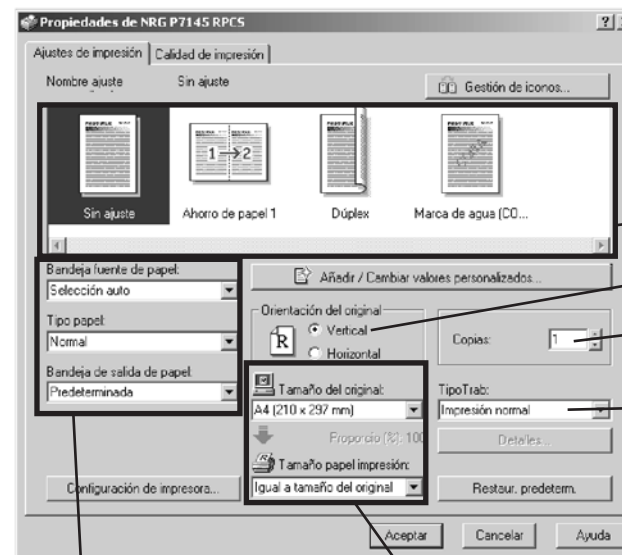 Propiedades de NRG P7145 RPCS
Ajustes de impresión Calidad de impresión
Nombre ajuste Sin ajuste
Gestión de iconos...
1 2
Sin ajuste Ahorro de papel 1 Dúplex Marca de agua (CO...
Bandeja fuente de papel:
Selección auto
Añadir / Cambiar valores personalizados...
Tipo papel:
Normal
Bandeja de salida de papel:
Predeterminada
Orientación del original
R
Vertical
Horizontal
Copias: 1
Tamaño del original:
A4 (210 x 297 mm)
Proporcio (%): 100
Tamaño papel impresión:
Igual a tamaño del original
TipoTrab:
Impresión normal
Detalles...
Configuración de impresora...
Restaur. predeterm.
Aceptar Cancelar Ayuda